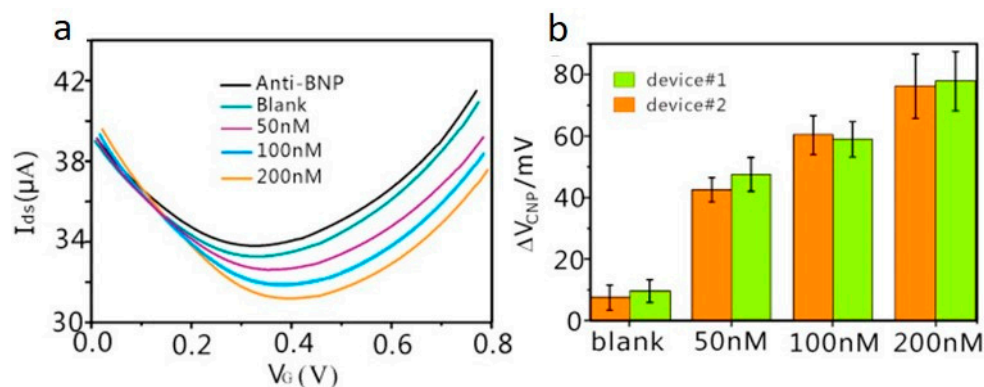 a
42
38
34
30
Ids(μA)
Anti-BNP
Blank
50nM
100nM
200nM
0.0 0.2 0.4 0.6 0.8
VG (V)
b
80
60
40
20
0
ΔVCNP/mV
device#1
device#2
blank 50nM 100nM 200nM